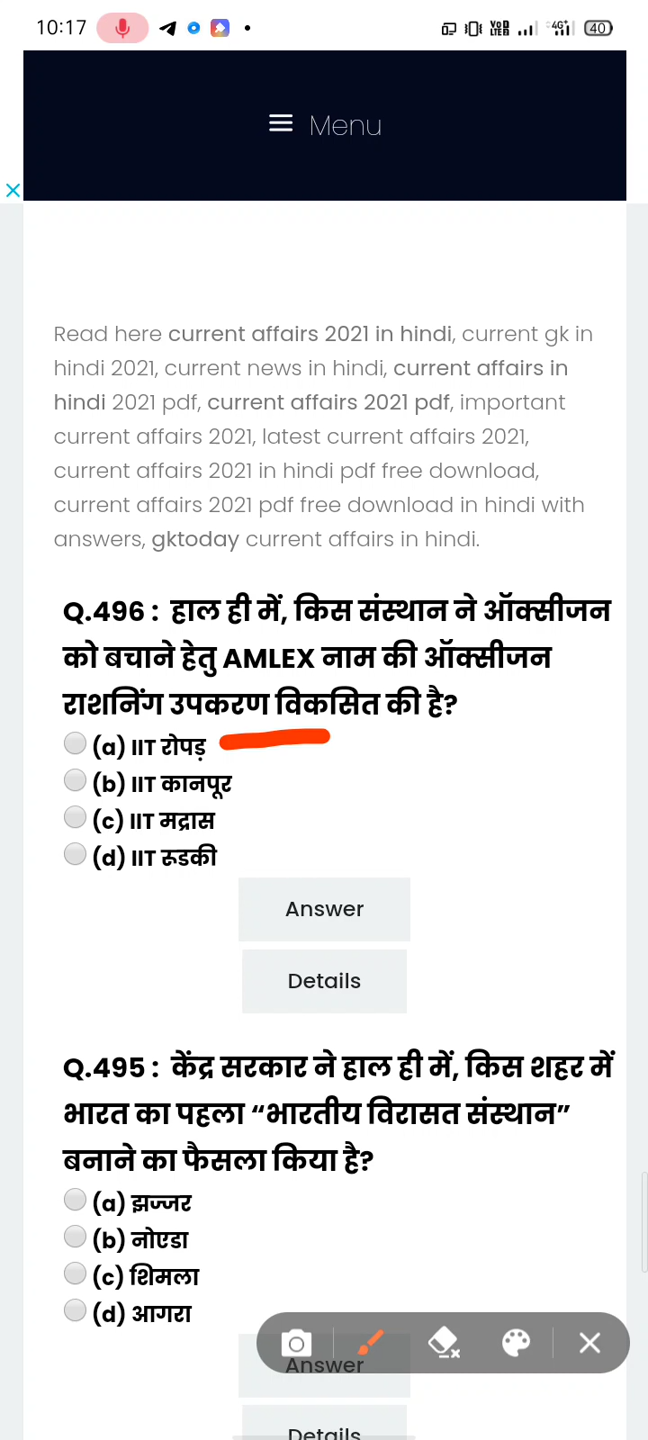 10:17
VoD
LTED
4G+
40
Menu
Read here current affairs 2021 in hindi, current gk in
hindi 2021, current news in hindi, current affairs in
hindi 2021 pdf, current affairs 2021 pdf, important
current affairs 2021, latest current affairs 2021,
current affairs 2021 in hindi pdf free download,
current affairs 2021 pdf free download in hindi with
answers, gktoday current affairs in hindi.
Q.496 : हाल ही में, किस संस्थान ने ऑक्सीजन
को बचाने हेतु AMLEX नाम की ऑक्सीजन
राशनिंग उपकरण विकसित की है?
(a) IIT रोपड़
(b) IIT कानपूर
(c) IIT मद्रास
(d) IIT रूडकी
Answer
Details
Q.495 : केंद्र सरकार ने हाल ही में, किस शहर में
भारत का पहला “भारतीय विरासत संस्थान”
बनाने का फैसला किया है?
(a) झज्जर
(b) नोएडा
(c) शिमला
(d) आगरा
Answer
Details